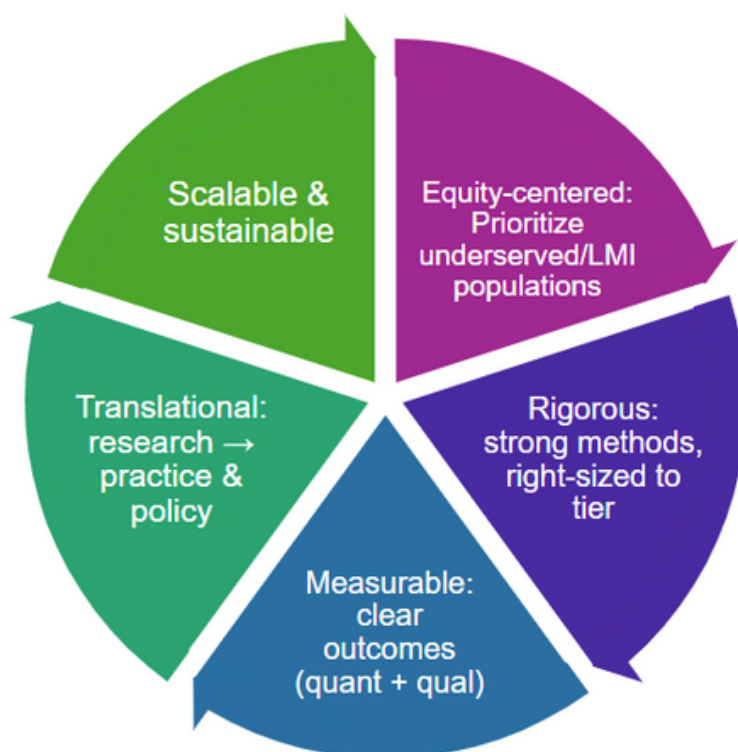 Equity-centered:
Prioritize
underserved/LMI
populations
Rigorous:
strong methods,
right-sized to
tier
Measurable:
clear
outcomes
(quant + qual)
Translational:
research →
practice &
policy
Scalable &
sustainable